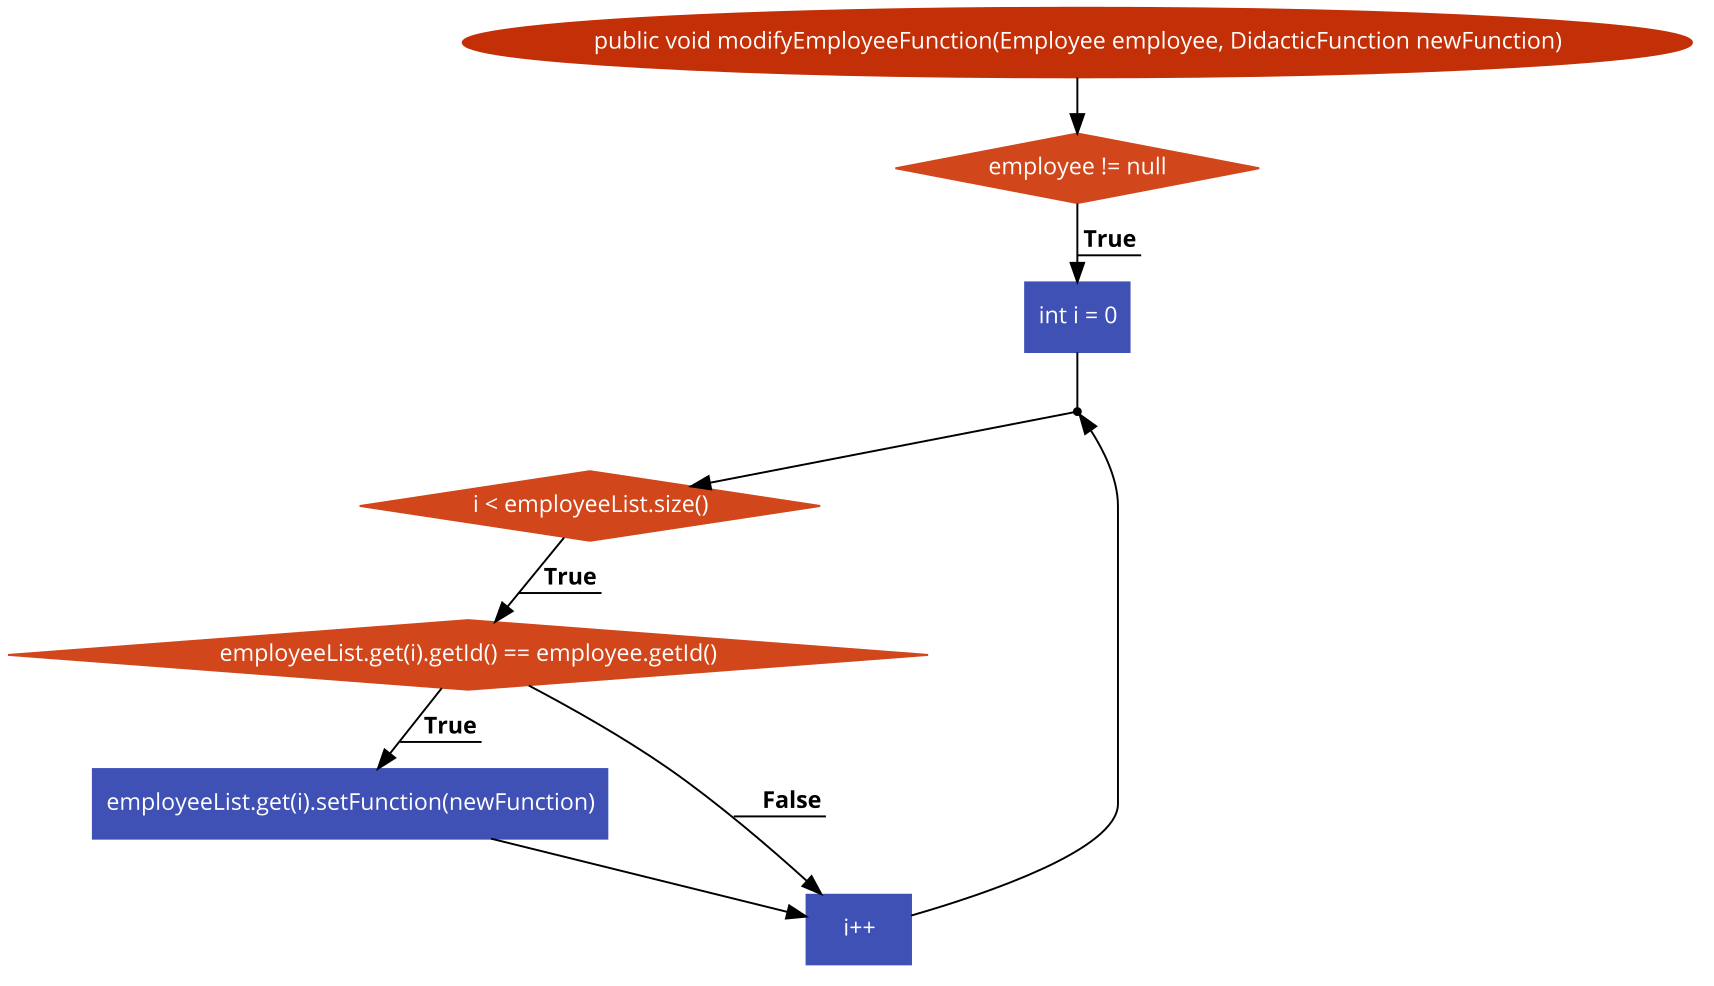 public void modifyEmployeeFunction(Employee employee, DidacticFunction newFunction)
employee != null
True
int i = 0
i < employeeList.size()
True
employeeList.get(i).getId() == employee.getId()
True
False
employeeList.get(i).setFunction(newFunction)
i++